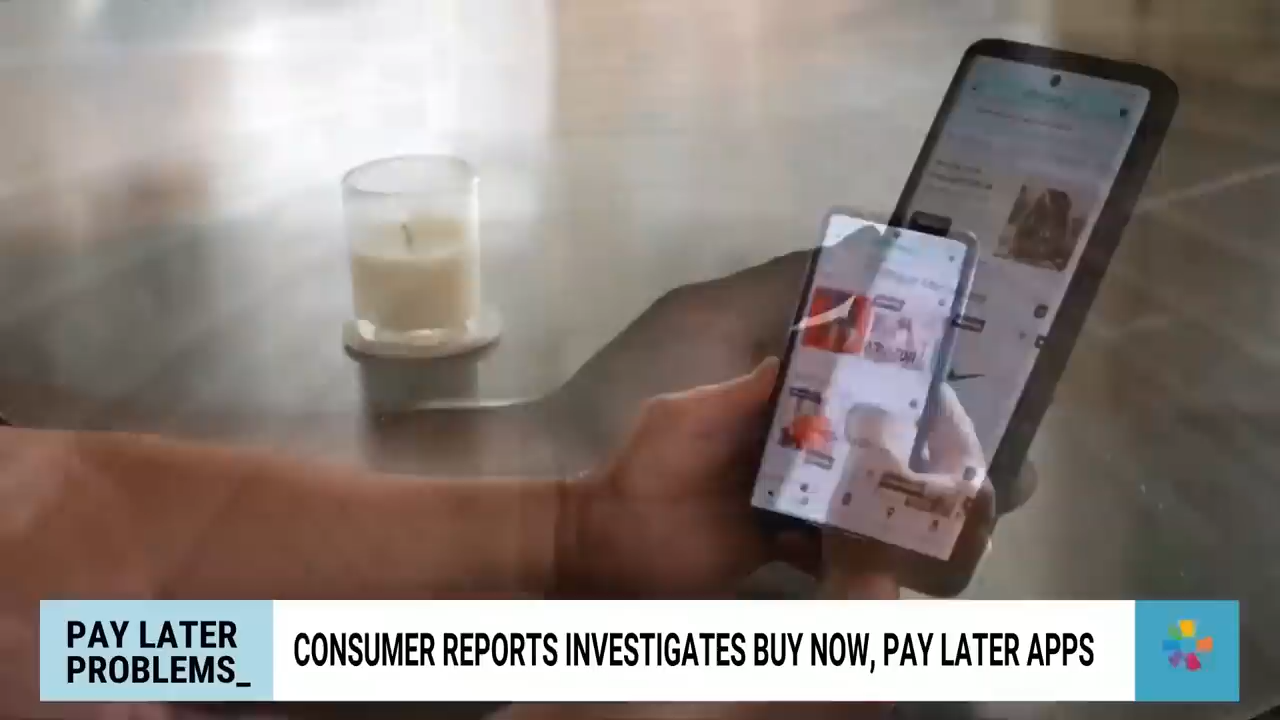 PAY LATER
PROBLEMS_
CONSUMER REPORTS INVESTIGATES BUY NOW, PAY LATER APPS